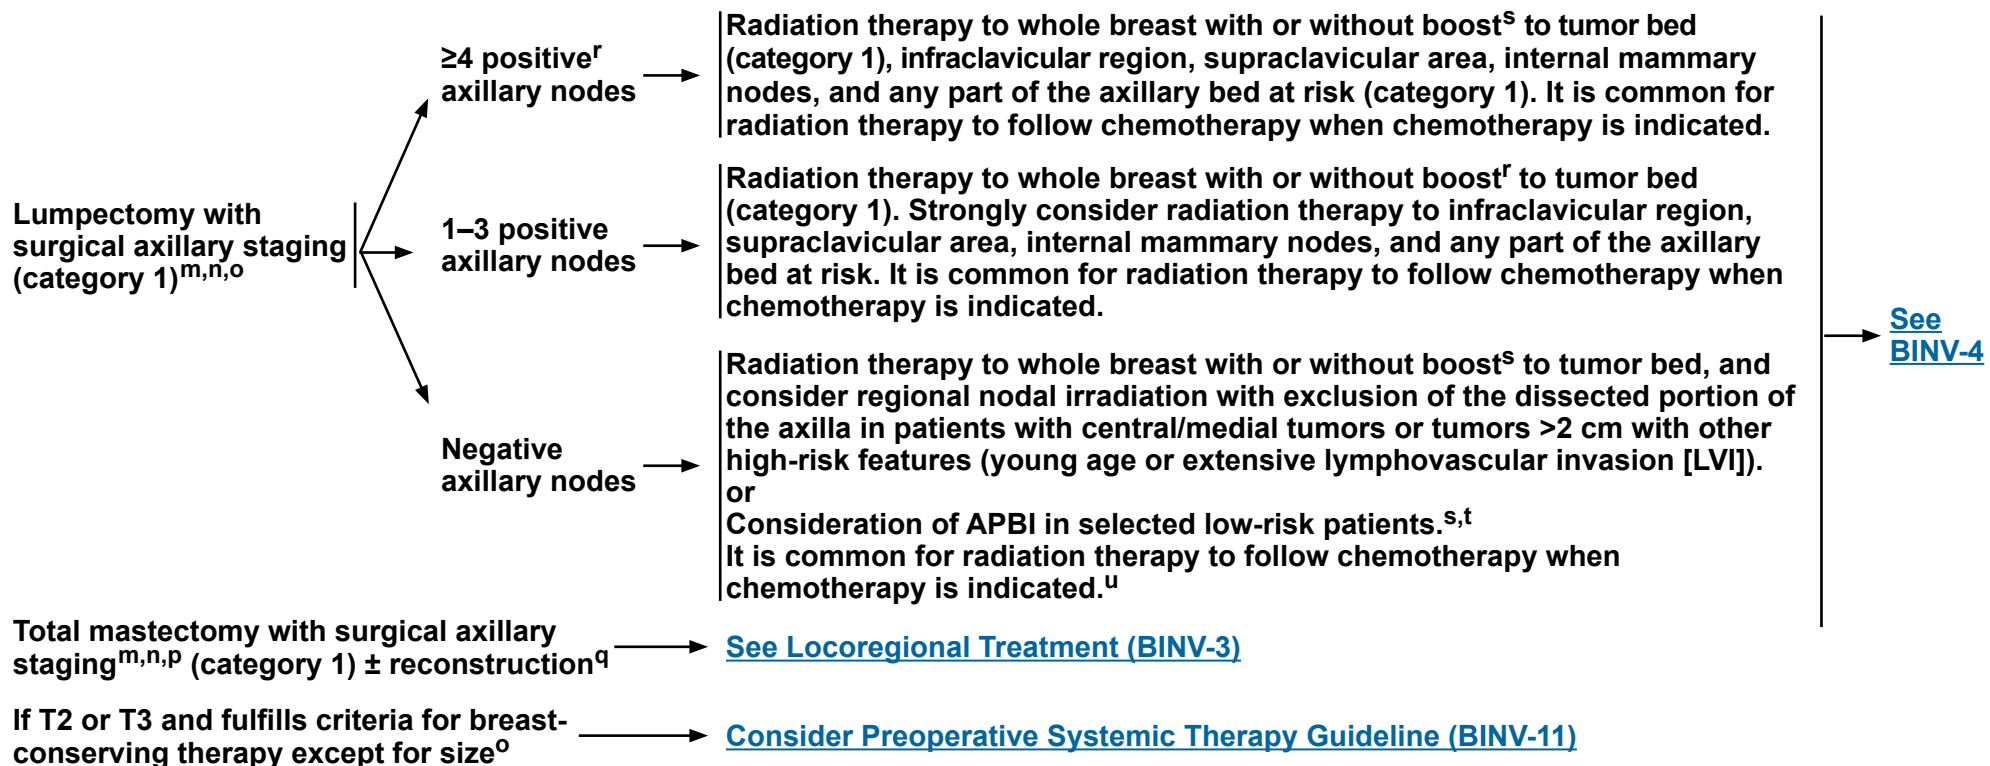 ≥4 positiveʳ
axillary nodes
Radiation therapy to whole breast with or without boostˢ to tumor bed
(category 1), infraclavicular region, supraclavicular area, internal mammary
nodes, and any part of the axillary bed at risk (category 1). It is common for
radiation therapy to follow chemotherapy when chemotherapy is indicated.
Lumpectomy with
surgical axillary staging
(category 1)ᵐ,ⁿ,ᵒ
1–3 positive
axillary nodes
Radiation therapy to whole breast with or without boostʳ to tumor bed
(category 1). Strongly consider radiation therapy to infraclavicular region,
supraclavicular area, internal mammary nodes, and any part of the axillary
bed at risk. It is common for radiation therapy to follow chemotherapy when
chemotherapy is indicated.
Negative
axillary nodes
Radiation therapy to whole breast with or without boostˢ to tumor bed, and
consider regional nodal irradiation with exclusion of the dissected portion of
the axilla in patients with central/medial tumors or tumors >2 cm with other
high-risk features (young age or extensive lymphovascular invasion [LVI]).
or
Consideration of APBI in selected low-risk patients.ˢ,ᵗ
It is common for radiation therapy to follow chemotherapy when
chemotherapy is indicated.ᵘ
See
BINV-4
Total mastectomy with surgical axillary
stagingᵐ,ⁿ,ᵖ (category 1) ± reconstruction^q
See Locoregional Treatment (BINV-3)
If T2 or T3 and fulfills criteria for breast-
conserving therapy except for sizeᵒ
Consider Preoperative Systemic Therapy Guideline (BINV-11)